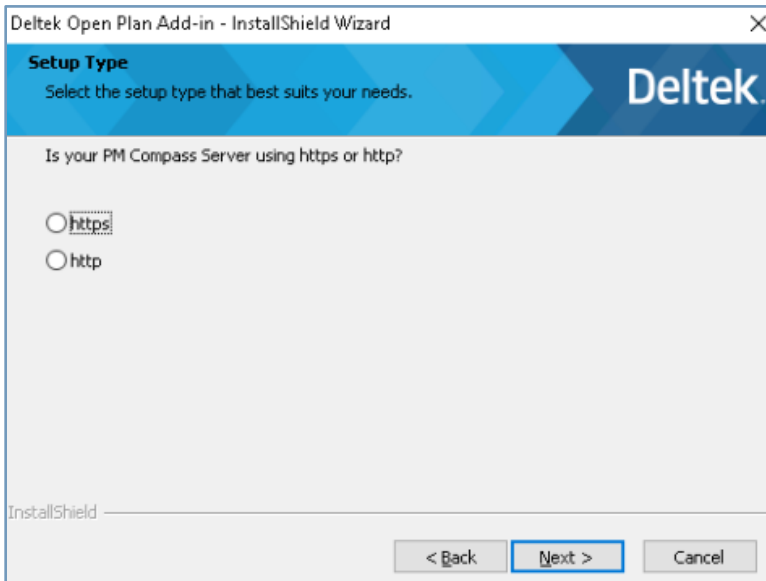 Deltek Open Plan Add-in - InstallShield Wizard
Setup Type
Select the setup type that best suits your needs.
Deltek.
Is your PM Compass Server using https or http?
https
http
InstallShield
< Back
Next >
Cancel